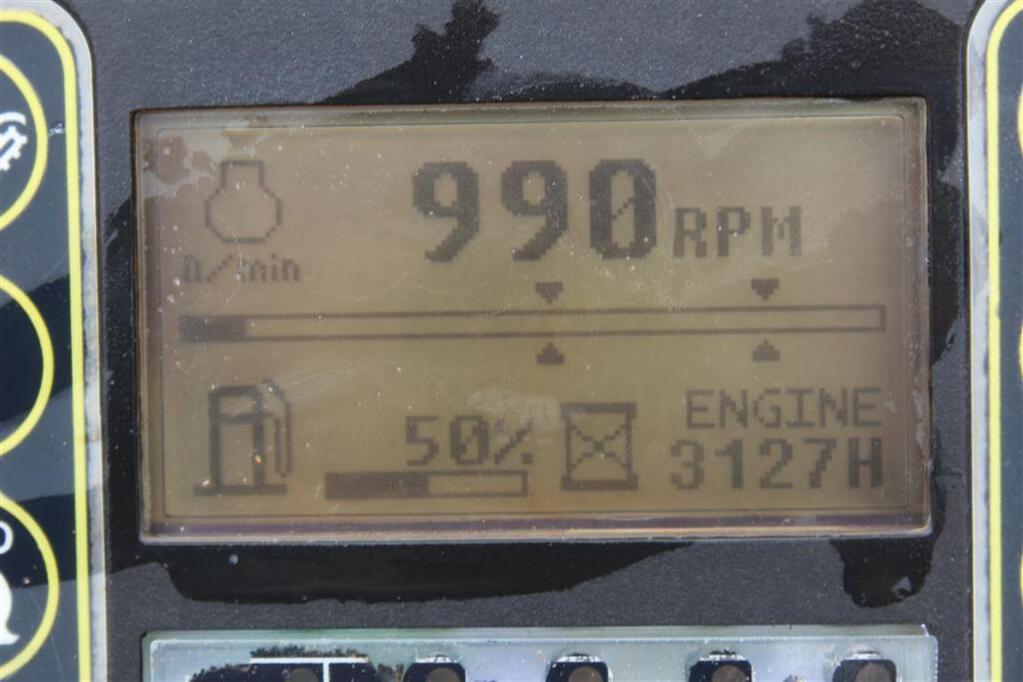 990 RPM
n/min
50%
ENGINE
3127H